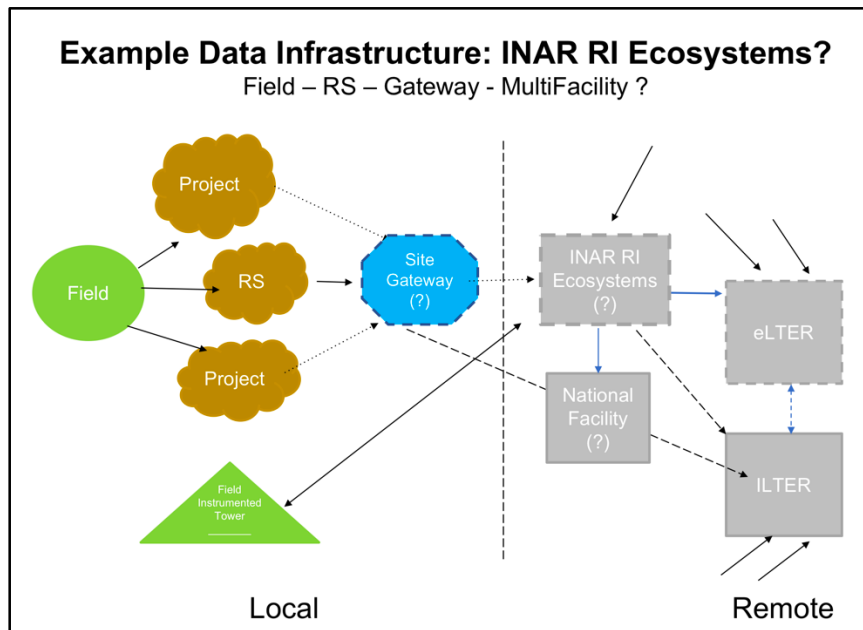 Example Data Infrastructure: INAR RI Ecosystems?
Field – RS – Gateway - MultiFacility ?
Project
Field
RS
Project
Site
Gateway
(?)
INAR RI
Ecosystems
(?)
eLTER
National
Facility
(?)
ILTER
Field
Instrumented
Tower
Local
Remote